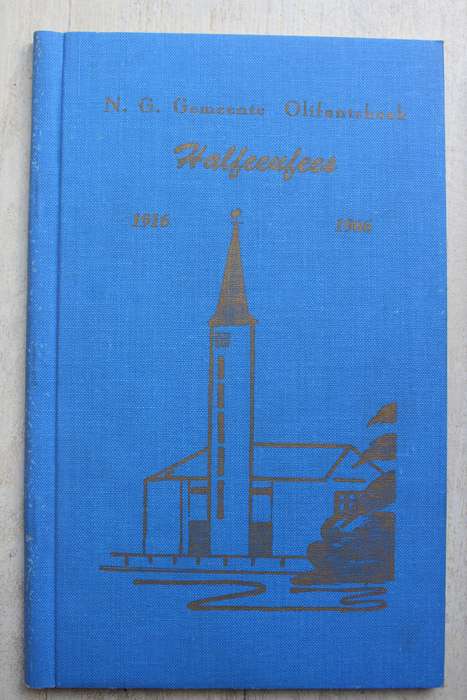 N. G. Gemeente Olifantshoek
Halfeeufees
1916 1966